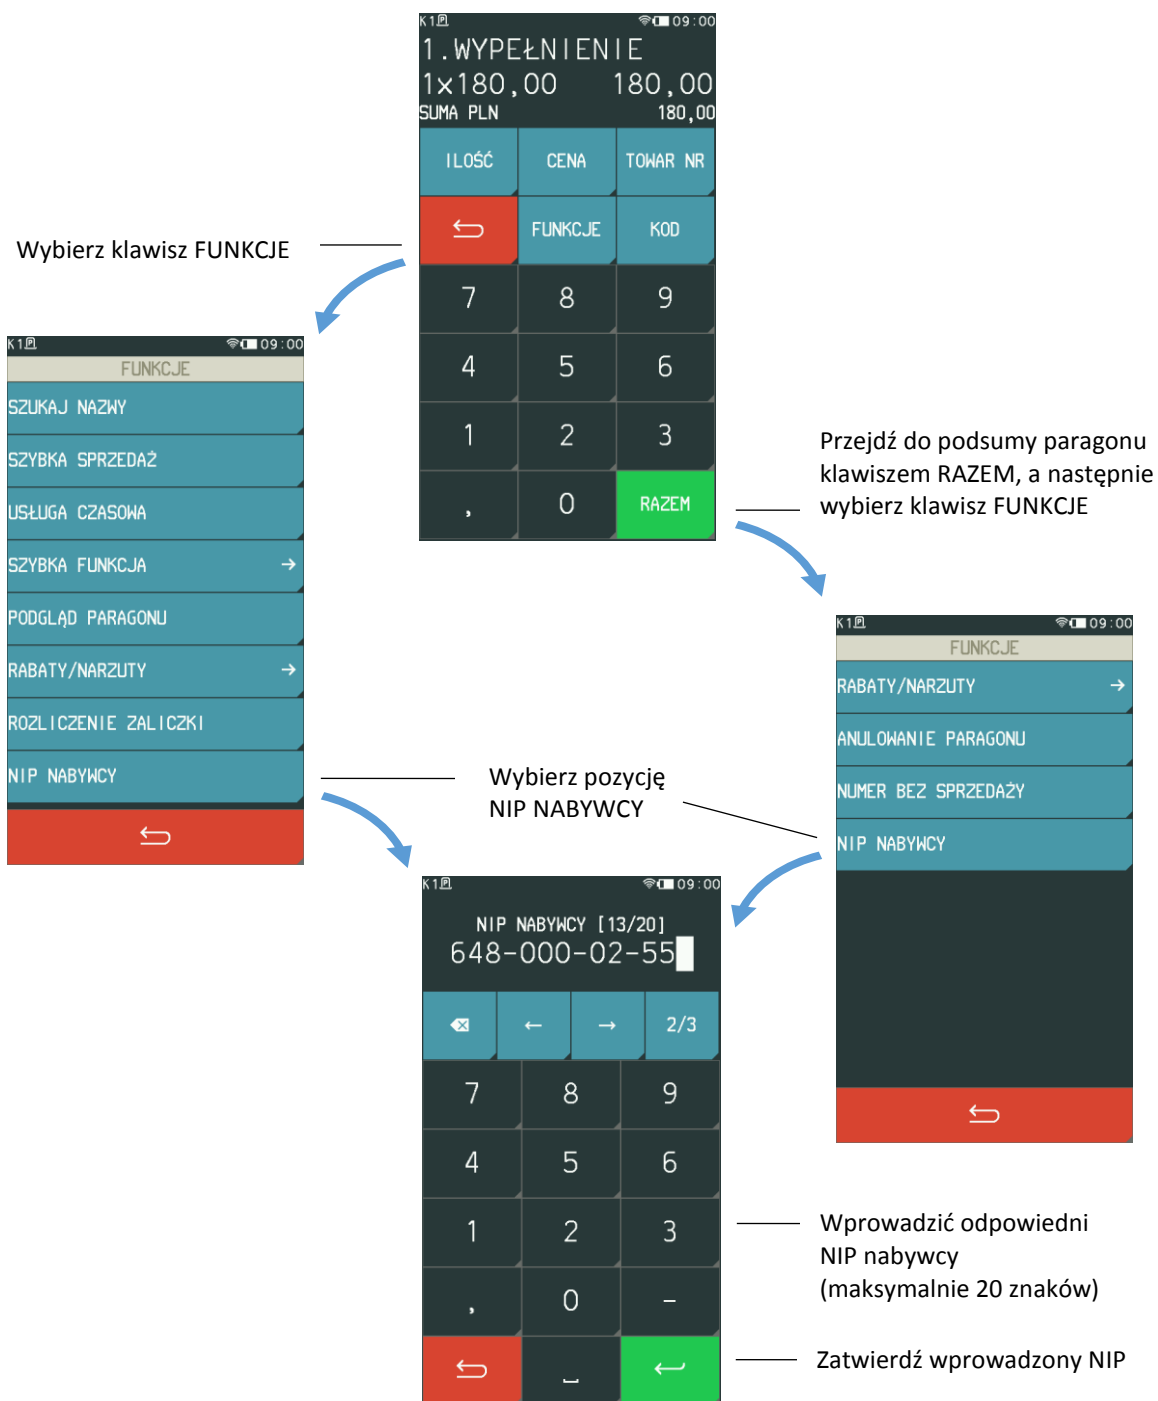 K1 P 09:00
1.WYPEŁNIENIE
1x180,00 180,00
SUMA PLN 180,00
ILOŚĆ CENA TOWAR NR
FUNKCJE KOD
7 8 9
4 5 6
1 2 3
, 0 RAZEM
Wybierz klawisz FUNKCJE
K1 P 09:00
FUNKCJE
SZUKAJ NAZWY
SZYBKA SPRZEDAŻ
USŁUGA CZASOWA
SZYBKA FUNKCJA →
PODGLĄD PARAGONU
RABATY/NARZUTY →
ROZLICZENIE ZALICZKI
NIP NABYWCY
Przejdź do podsumy paragonu
klawiszem RAZEM, a następnie
wybierz klawisz FUNKCJE
K1 P 09:00
FUNKCJE
RABATY/NARZUTY →
ANULOWANIE PARAGONU
NUMER BEZ SPRZEDAŻY
NIP NABYWCY
Wybierz pozycję
NIP NABYWCY
K1 P 09:00
NIP NABYWCY [13/20]
648-000-02-55
← → 2/3
7 8 9
4 5 6
1 2 3
, 0 -
Wprowadzić odpowiedni
NIP nabywcy
(maksymalnie 20 znaków)
Zatwierdź wprowadzony NIP